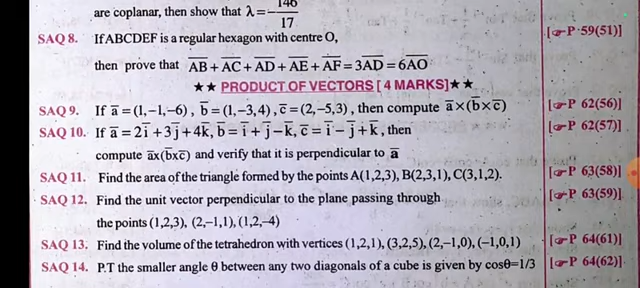 are coplanar, then show that λ=-146/17
SAQ 8. If ABCDEF is a regular hexagon with centre O, [☞P 59(51)]
then prove that A̅B̅ + A̅C̅ + A̅D̅ + A̅E̅ + A̅F̅ = 3A̅D̅ = 6A̅O̅
★★ PRODUCT OF VECTORS [ 4 MARKS]★★
SAQ 9. If a̅ = (1,-1,-6) , b̅ = (1,-3,4) , c̅ = (2,-5,3) , then compute a̅×(b̅×c̅) [☞P 62(56)]
SAQ 10. If a̅ = 2i̅ + 3j̅ + 4k̅, b̅ = i̅ + j̅ - k̅, c̅ = i̅ - j̅ + k̅, then [☞P 62(57)]
compute a̅x(b̅xc̅) and verify that it is perpendicular to a̅
SAQ 11. Find the area of the triangle formed by the points A(1,2,3), B(2,3,1), C(3,1,2). [☞P 63(58)]
SAQ 12. Find the unit vector perpendicular to the plane passing through [☞P 63(59)]
the points (1,2,3), (2,-1,1), (1,2,-4)
SAQ 13. Find the volume of the tetrahedron with vertices (1,2,1), (3,2,5), (2,-1,0), (-1,0,1) [☞P 64(61)]
SAQ 14. P.T the smaller angle θ between any two diagonals of a cube is given by cosθ=1/3 [☞P 64(62)]